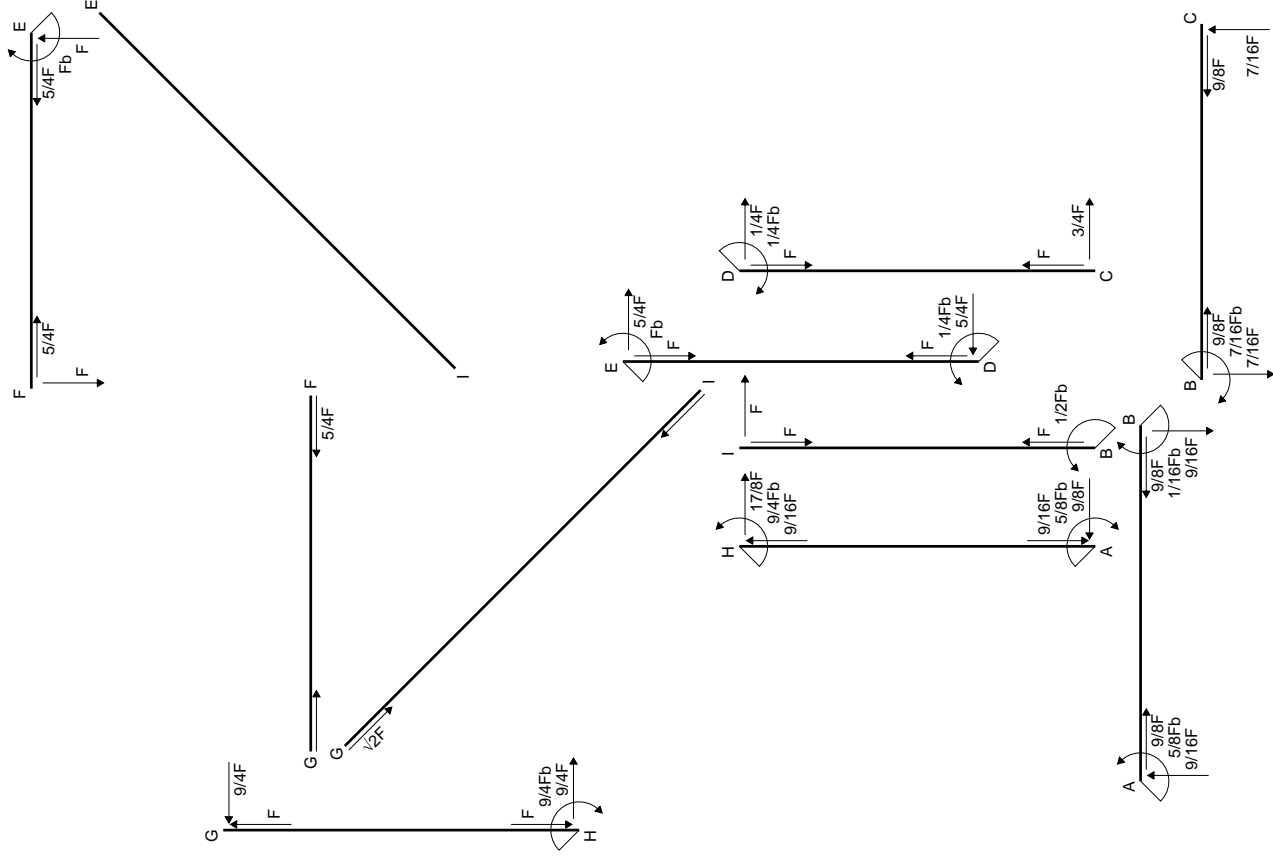 E
F
Fb
5/4F
5/4F
F
F
E
I
F
5/4F
G
G
√2F
I
9/4F
G
F
F
9/4Fb
9/4F
H
5/4F
Fb
F
E
1/4Fb
5/4F
F
D
1/4F
1/4Fb
F
D
3/4F
F
C
F
F
I
1/2Fb
F
B
17/8F
9/4Fb
9/16F
H
9/16F
5/8Fb
9/8F
A
B
9/8F
1/16Fb
9/16F
9/8F
5/8Fb
9/16F
A
C
9/8F
7/16F
9/8F
7/16Fb
7/16F
B